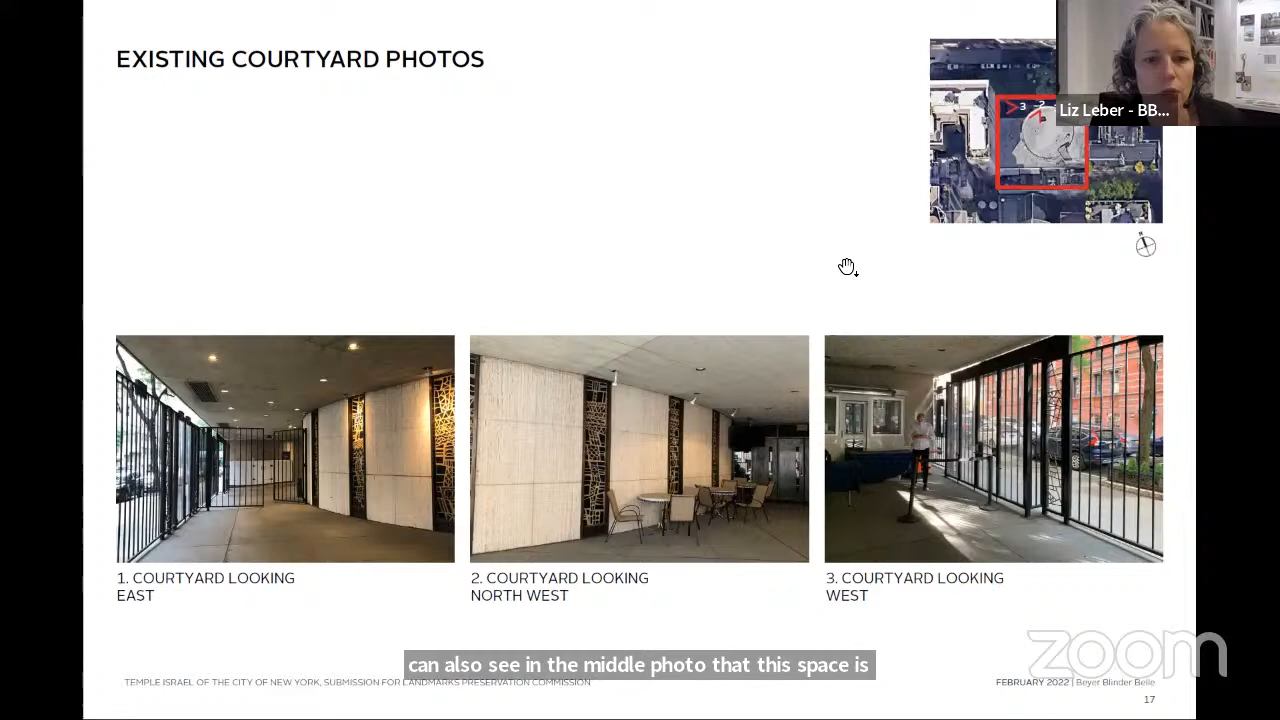 EXISTING COURTYARD PHOTOS
3
2
Liz Leber - BB...
N
1. COURTYARD LOOKING
EAST
2. COURTYARD LOOKING
NORTH WEST
3. COURTYARD LOOKING
WEST
can also see in the middle photo that this space is
zoom
TEMPLE ISRAEL OF THE CITY OF NEW YORK, SUBMISSION FOR LANDMARKS PRESERVATION COMMISSION
FEBRUARY 2022 | Beyer Blinder Belle
17